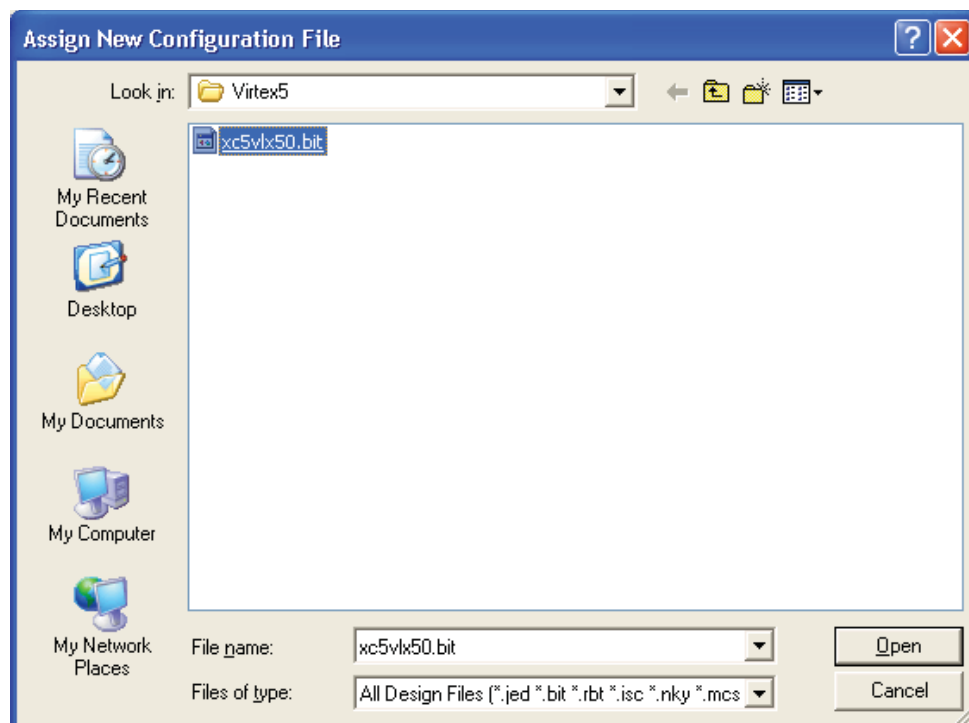 Assign New Configuration File
Look in: Virtex5
xc5vlx50.bit
My Recent
Documents
Desktop
My Documents
My Computer
My Network
Places
File name: xc5vlx50.bit Open
Files of type: All Design Files (*.jed *.bit *.rbt *.isc *.nky *.mcs Cancel